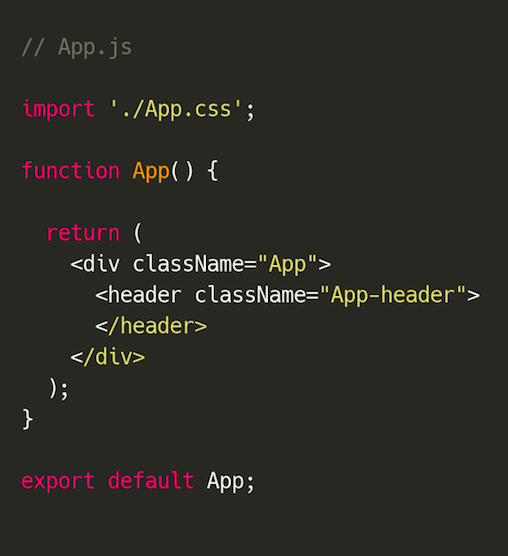 // App.js
import './App.css';
function App() {
return (
<div className="App">
<header className="App-header">
</header>
</div>
);
}
export default App;